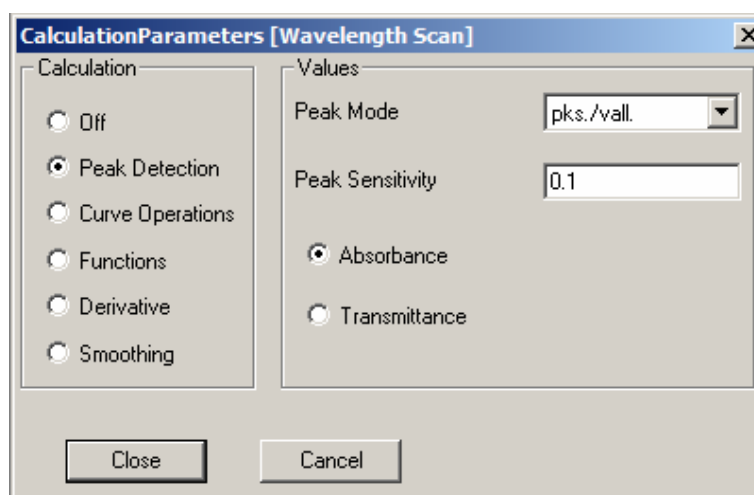 CalculationParameters [Wavelength Scan]
Calculation
Off
Peak Detection
Curve Operations
Functions
Derivative
Smoothing
Values
Peak Mode pks./vall.
Peak Sensitivity 0.1
Absorbance
Transmittance
Close Cancel